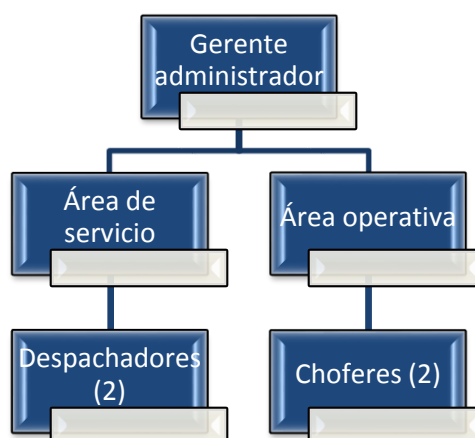 Gerente
administrador
Área de
servicio
Área operativa
Despachadores
(2)
Choferes (2)